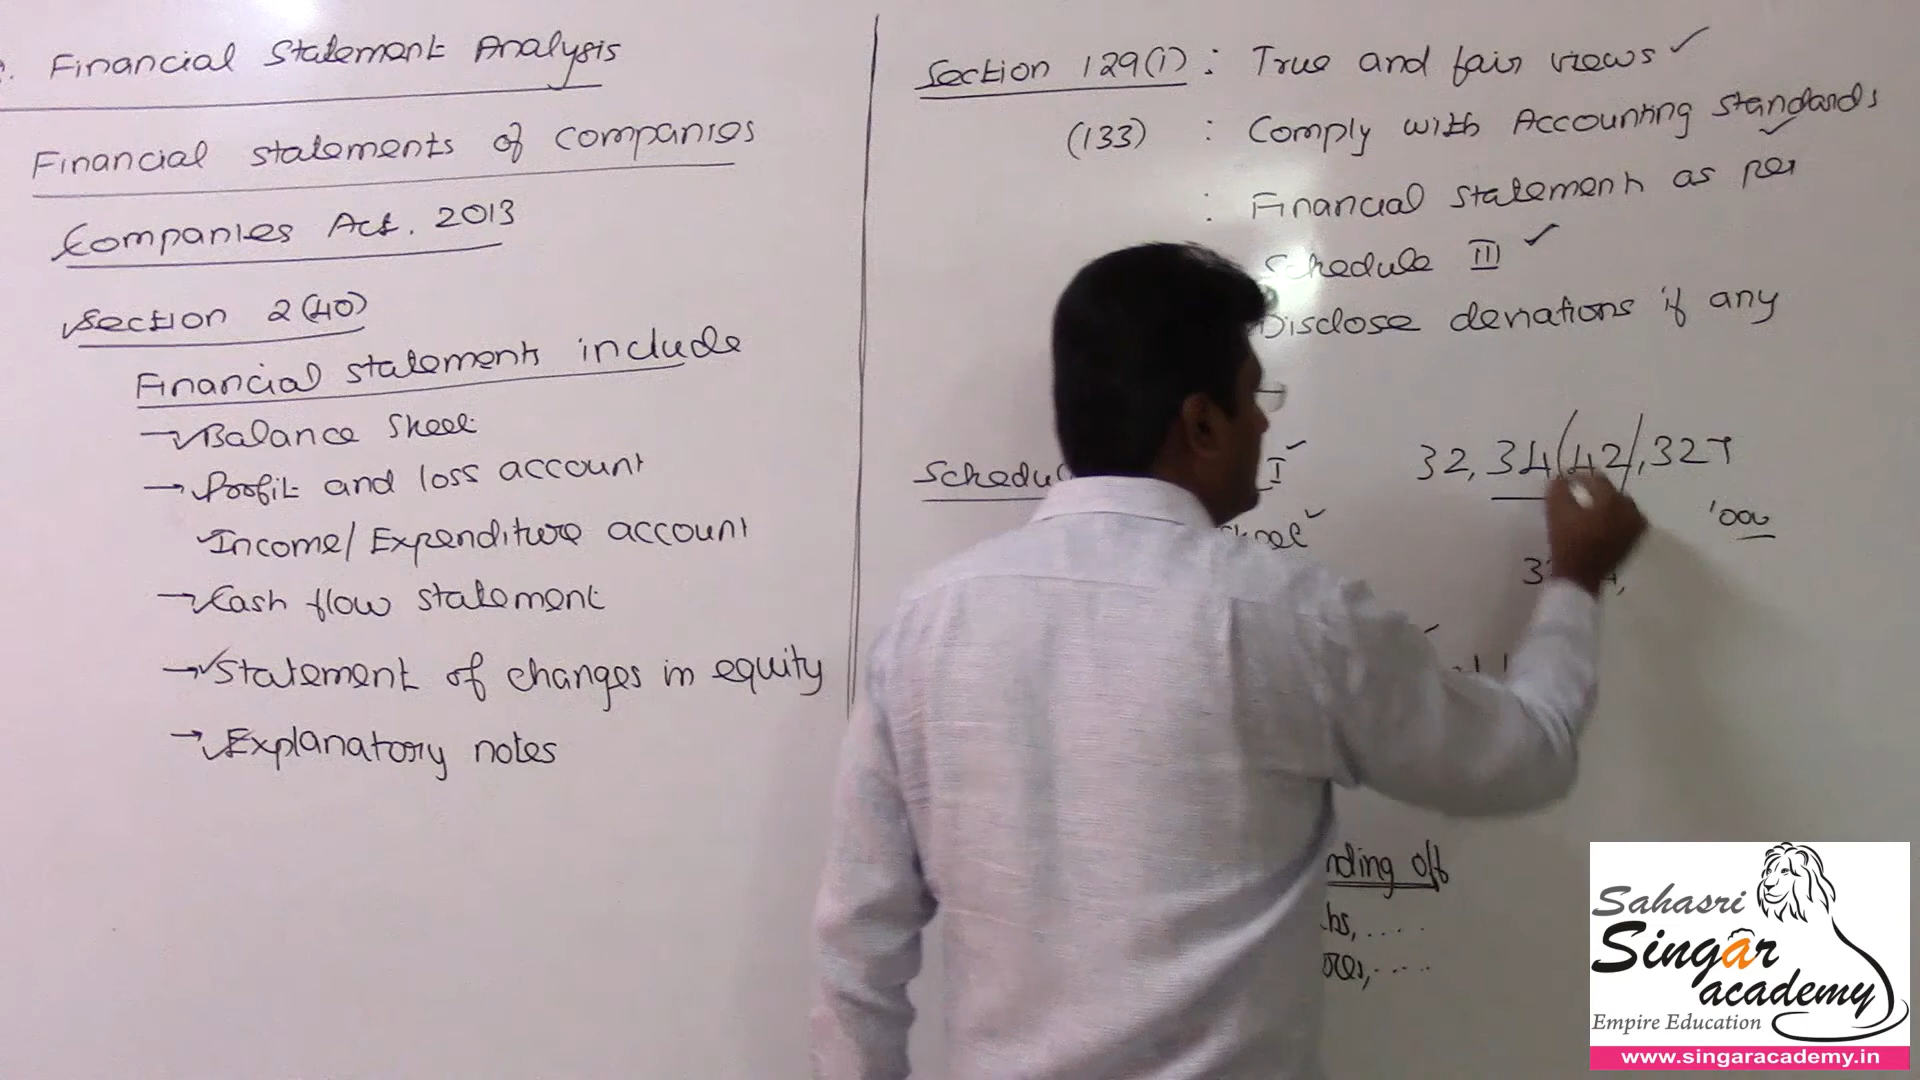 Financial Statement Analysis
Financial statements of companies
Companies Act. 2013
Section 2(40)
Financial statements include
→ Balance Sheet
→ Profit and loss account
Income/Expenditure account
→ Cash flow statement
→ Statement of changes in equity
→ Explanatory notes
Section 129(1) : True and fair views ✓
(133) : Comply with Accounting standards
: Financial statement as per
Schedule III ✓
Disclose deviations if any
I
32,34(42/,327
'000
off
Sahasri
Singar
academy
Empire Education
www.singaracademy.in